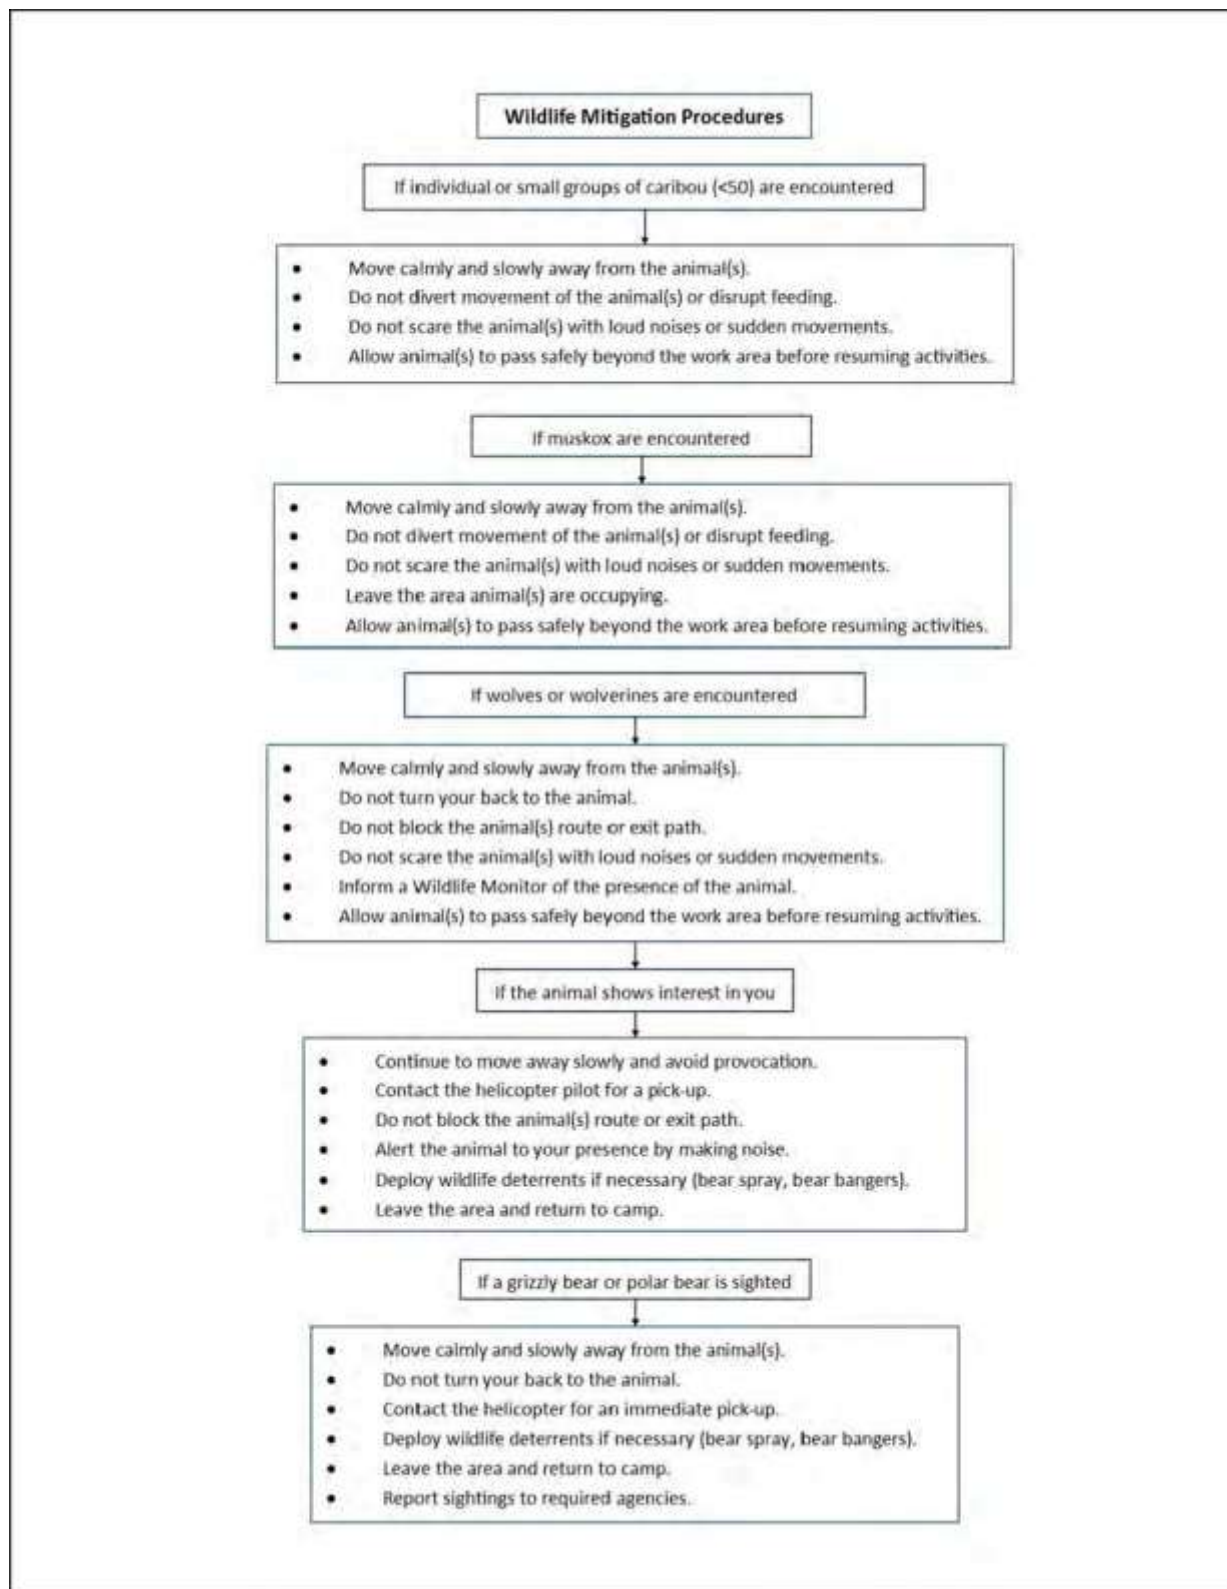 Wildlife Mitigation Procedures
If individual or small groups of caribou (<50) are encountered
• Move calmly and slowly away from the animal(s).
• Do not divert movement of the animal(s) or disrupt feeding.
• Do not scare the animal(s) with loud noises or sudden movements.
• Allow animal(s) to pass safely beyond the work area before resuming activities.
If muskox are encountered
• Move calmly and slowly away from the animal(s).
• Do not divert movement of the animal(s) or disrupt feeding.
• Do not scare the animal(s) with loud noises or sudden movements.
• Leave the area animal(s) are occupying.
• Allow animal(s) to pass safely beyond the work area before resuming activities.
If wolves or wolverines are encountered
• Move calmly and slowly away from the animal(s).
• Do not turn your back to the animal.
• Do not block the animal(s) route or exit path.
• Do not scare the animal(s) with loud noises or sudden movements.
• Inform a Wildlife Monitor of the presence of the animal.
• Allow animal(s) to pass safely beyond the work area before resuming activities.
If the animal shows interest in you
• Continue to move away slowly and avoid provocation.
• Contact the helicopter pilot for a pick-up.
• Do not block the animal(s) route or exit path.
• Alert the animal to your presence by making noise.
• Deploy wildlife deterrents if necessary (bear spray, bear bangers).
• Leave the area and return to camp.
If a grizzly bear or polar bear is sighted
• Move calmly and slowly away from the animal(s).
• Do not turn your back to the animal.
• Contact the helicopter for an immediate pick-up.
• Deploy wildlife deterrents if necessary (bear spray, bear bangers).
• Leave the area and return to camp.
• Report sightings to required agencies.